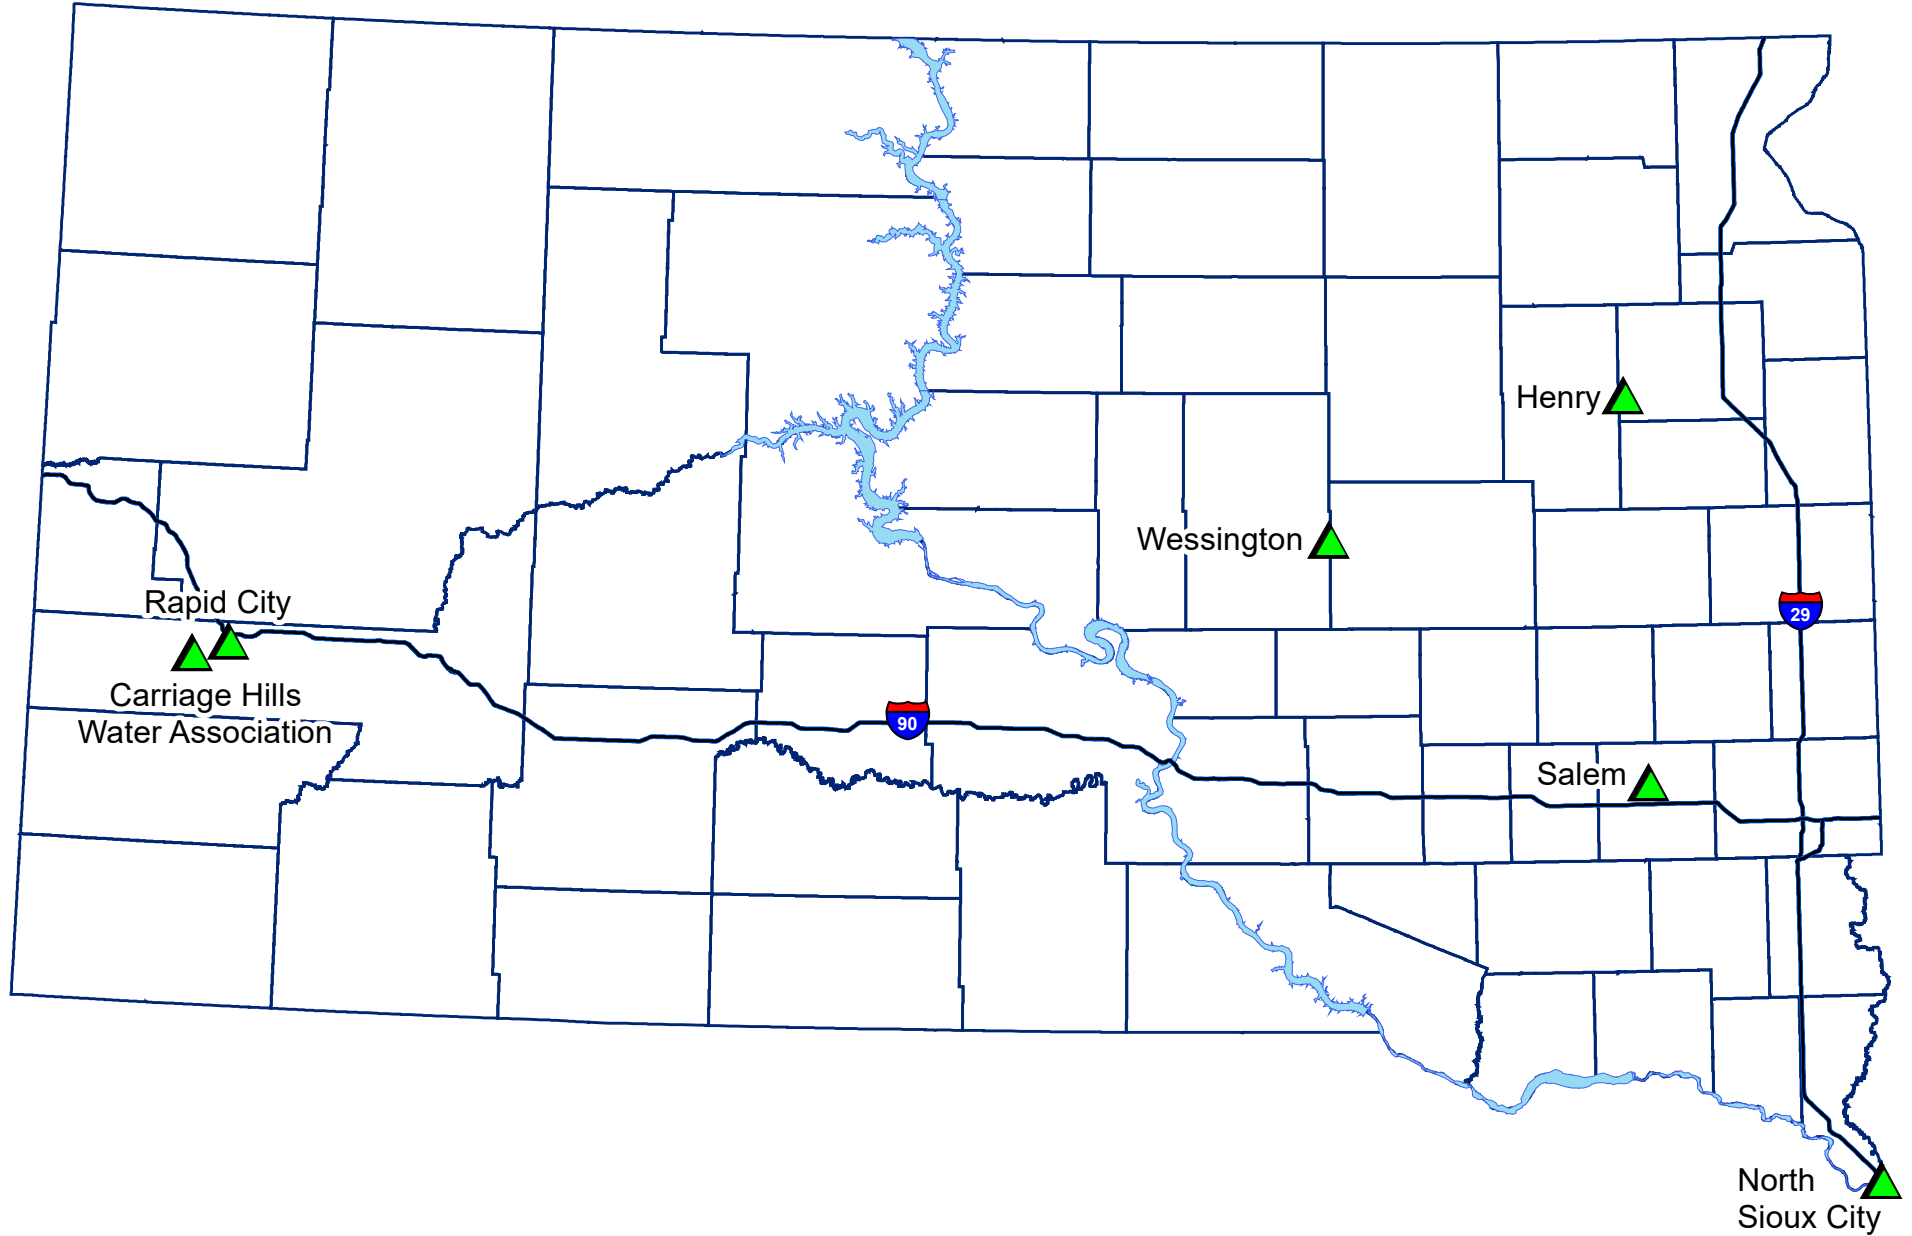 Henry
Wessington
Rapid City
29
Carriage Hills
Water Association
90
Salem
North
Sioux City